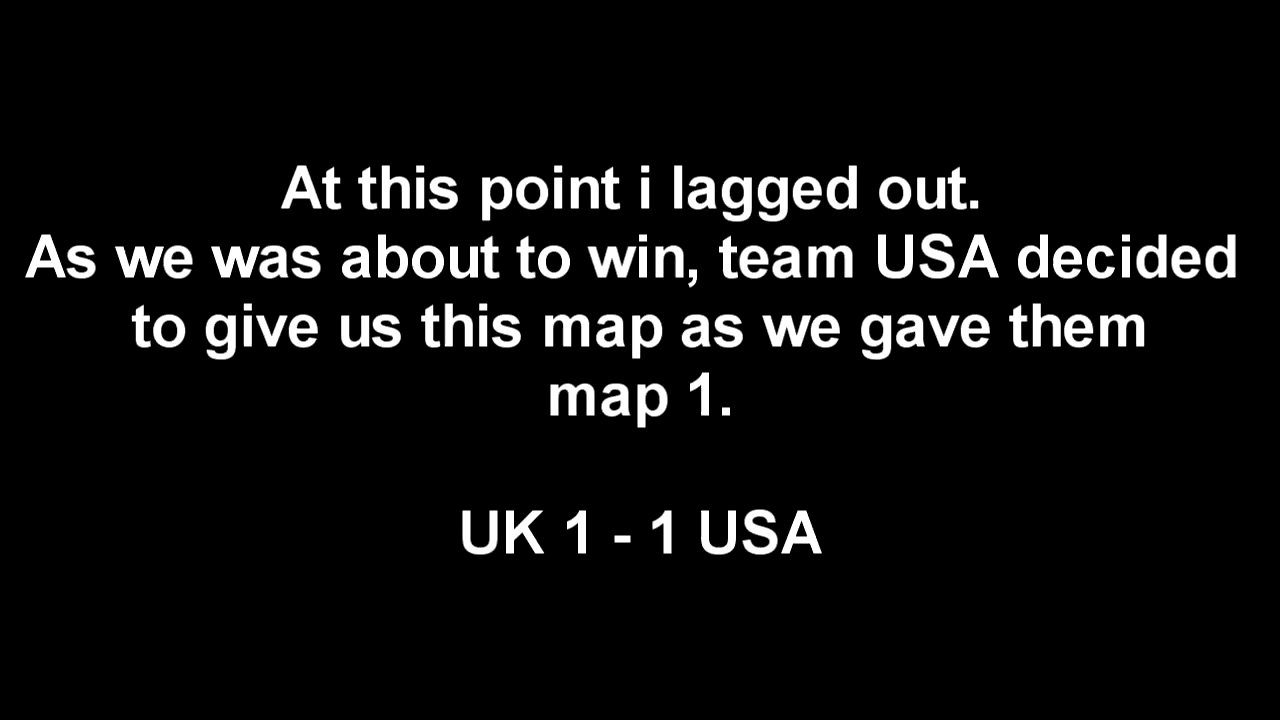 At this point i lagged out.
As we was about to win, team USA decided
to give us this map as we gave them
map 1.
UK 1 - 1 USA